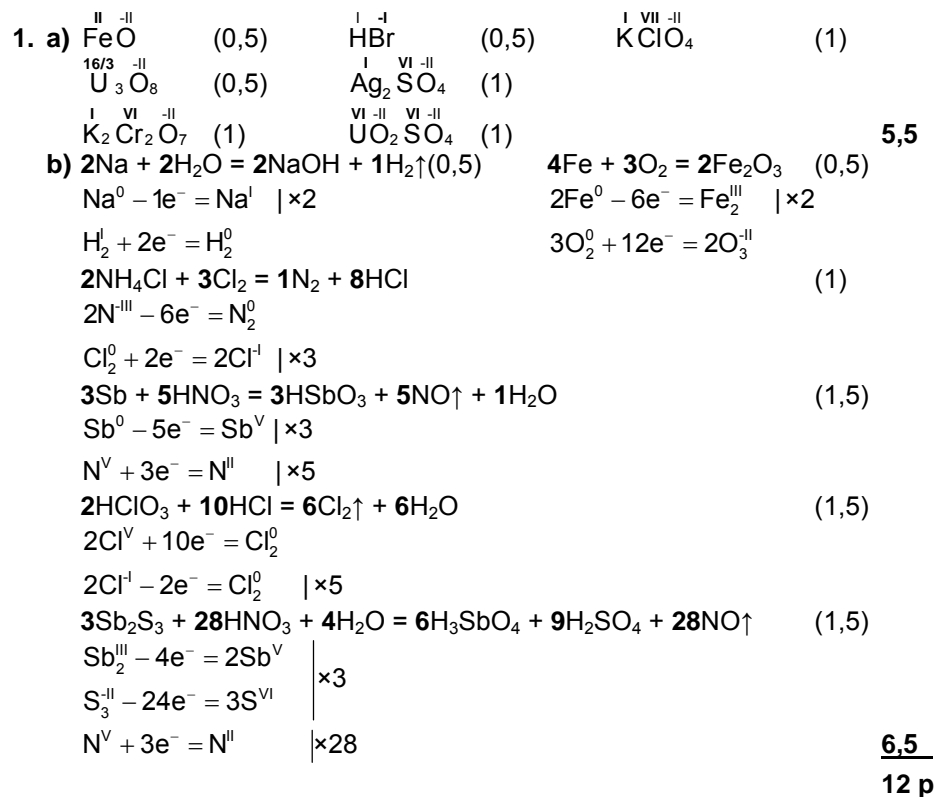 II -II I -I I VII -II
1. a) FeO (0,5) HBr (0,5) KClO₄ (1)
16/3 -II I VI -II
U₃O₈ (0,5) Ag₂SO₄ (1)
I VI -II VI -II VI -II
K₂Cr₂O₇ (1) UO₂SO₄ (1) 5,5
b) 2Na + 2H₂O = 2NaOH + 1H₂↑(0,5) 4Fe + 3O₂ = 2Fe₂O₃ (0,5)
Na⁰ − 1e⁻ = Naᴵ | ×2 2Fe⁰ − 6e⁻ = Fe₂ᴵᴵᴵ | ×2
H₂ᴵ + 2e⁻ = H₂⁰ 3O₂⁰ + 12e⁻ = 2O₃⁻ᴵᴵ
2NH₄Cl + 3Cl₂ = 1N₂ + 8HCl (1)
2N⁻ᴵᴵᴵ − 6e⁻ = N₂⁰
Cl₂⁰ + 2e⁻ = 2Cl⁻ᴵ | ×3
3Sb + 5HNO₃ = 3HSbO₃ + 5NO↑ + 1H₂O (1,5)
Sb⁰ − 5e⁻ = Sbⱽ | ×3
Nⱽ + 3e⁻ = Nᴵᴵ | ×5
2HClO₃ + 10HCl = 6Cl₂↑ + 6H₂O (1,5)
2Clⱽ + 10e⁻ = Cl₂⁰
2Cl⁻ᴵ − 2e⁻ = Cl₂⁰ | ×5
3Sb₂S₃ + 28HNO₃ + 4H₂O = 6H₃SbO₄ + 9H₂SO₄ + 28NO↑ (1,5)
Sb₂ᴵᴵᴵ − 4e⁻ = 2Sbⱽ
×3
S₃⁻ᴵᴵ − 24e⁻ = 3Sⱽᴵ
Nⱽ + 3e⁻ = Nᴵᴵ |×28 6,5
12 p